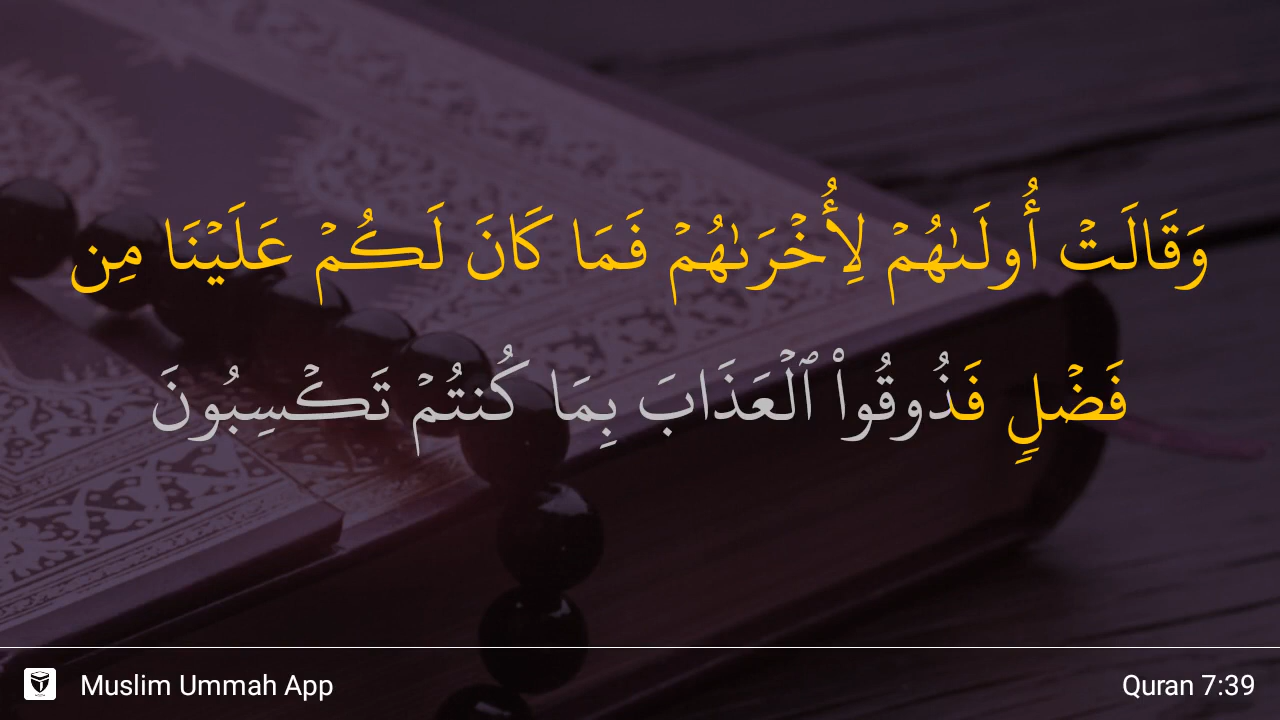 وَقَالَتۡ أُولَىٰهُمۡ لِأُخۡرَىٰهُمۡ فَمَا كَانَ لَكُمۡ عَلَيۡنَا مِن
فَضۡلٖ فَذُوقُواْ ٱلۡعَذَابَ بِمَا كُنتُمۡ تَكۡسِبُونَ
Muslim Ummah App
Quran 7:39